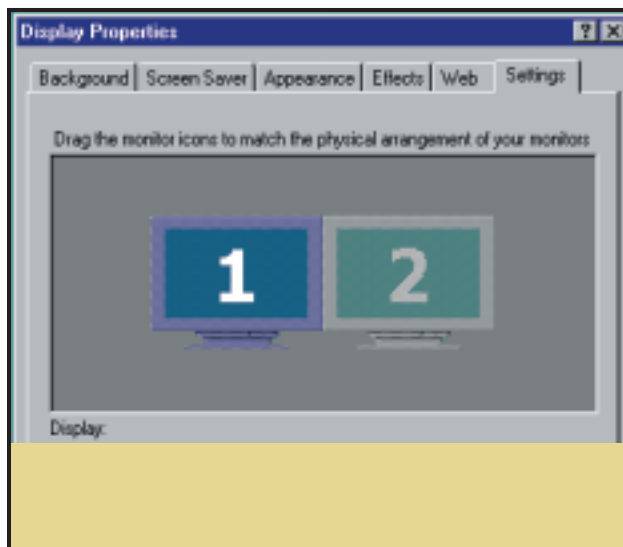 Display Properties
Background Screen Saver Appearance Effects Web Settings
Drag the monitor icons to match the physical arrangement of your monitors
1 2
Display: